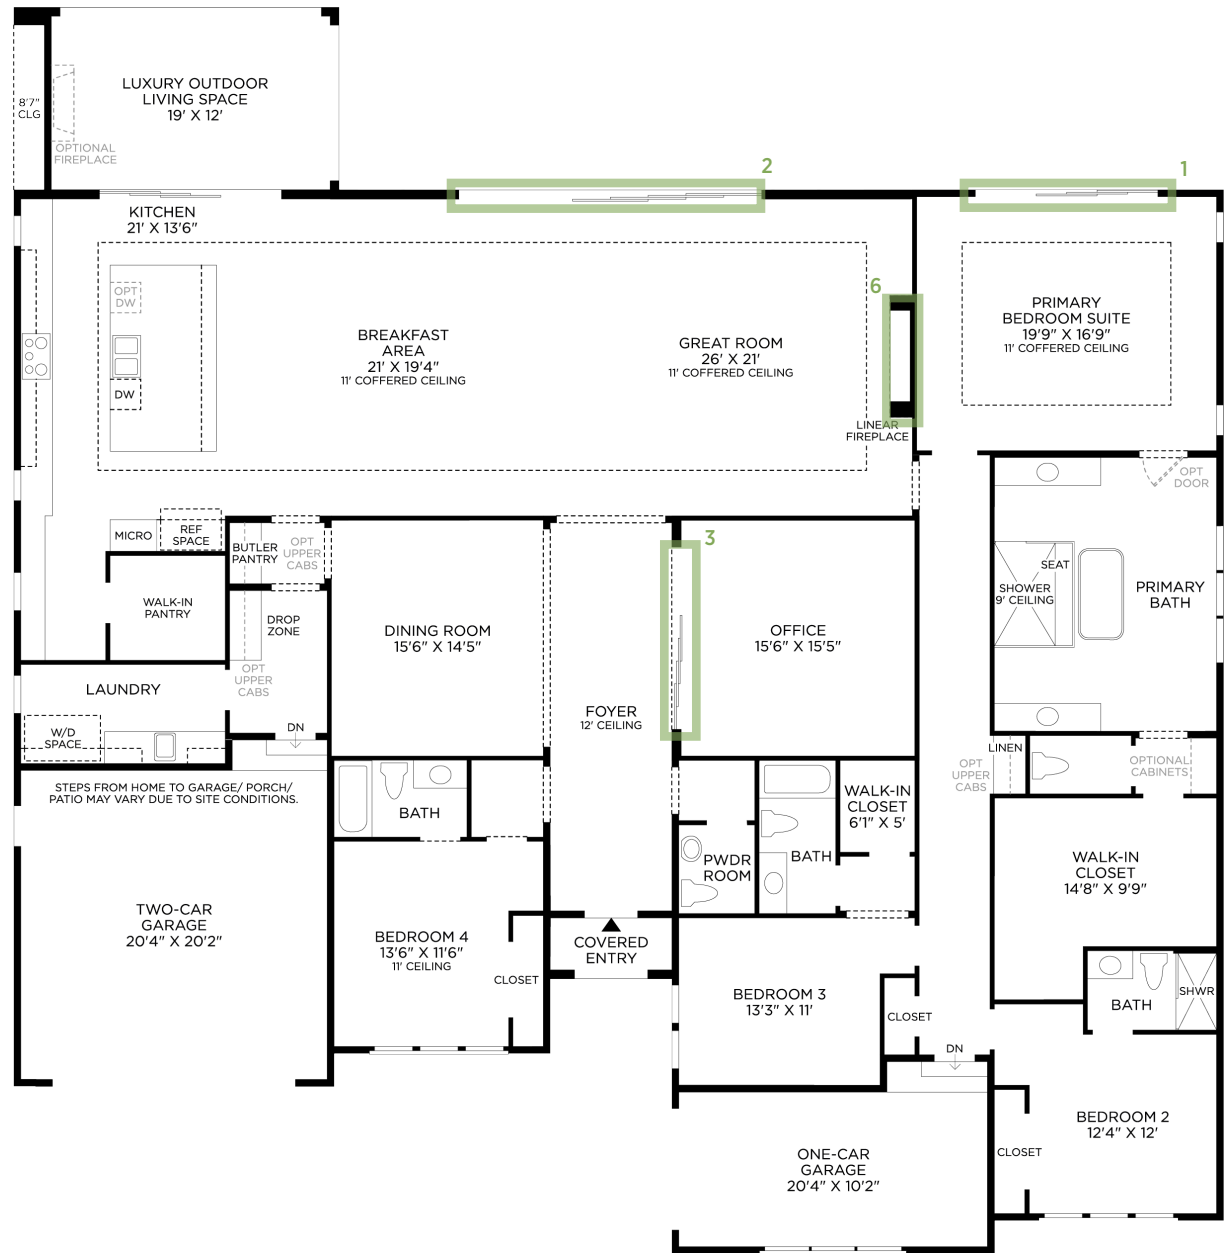 LUXURY OUTDOOR
LIVING SPACE
19' X 12'
8'7"
CLG
OPTIONAL
FIREPLACE
2
1
KITCHEN
21' X 13'6"
OPT
DW
DW
BREAKFAST
AREA
21' X 19'4"
11' COFFERED CEILING
GREAT ROOM
26' X 21'
11' COFFERED CEILING
6
LINEAR
FIREPLACE
PRIMARY
BEDROOM SUITE
19'9" X 16'9"
11' COFFERED CEILING
OPT
DOOR
MICRO
REF
SPACE
BUTLER
PANTRY
OPT
UPPER
CABS
3
WALK-IN
PANTRY
DROP
ZONE
OPT
UPPER
CABS
DINING ROOM
15'6" X 14'5"
OFFICE
15'6" X 15'5"
SEAT
SHOWER
9' CEILING
PRIMARY
BATH
LAUNDRY
W/D
SPACE
DN
FOYER
12' CEILING
LINEN
OPT
UPPER
CABS
OPTIONAL
CABINETS
STEPS FROM HOME TO GARAGE/ PORCH/
PATIO MAY VARY DUE TO SITE CONDITIONS.
BATH
WALK-IN
CLOSET
6'1" X 5'
PWDR
ROOM
BATH
WALK-IN
CLOSET
14'8" X 9'9"
TWO-CAR
GARAGE
20'4" X 20'2"
BEDROOM 4
13'6" X 11'6"
11' CEILING
CLOSET
COVERED
ENTRY
BEDROOM 3
13'3" X 11'
CLOSET
BATH
SHWR
DN
BEDROOM 2
12'4" X 12'
CLOSET
ONE-CAR
GARAGE
20'4" X 10'2"